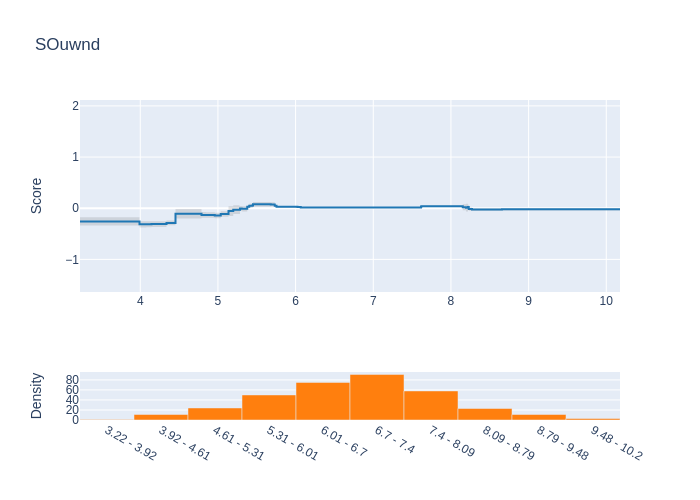 SOuwnd
Score
2
1
0
−1
4 5 6 7 8 9 10
Density
80
60
40
20
0
3.22 - 3.92
3.92 - 4.61
4.61 - 5.31
5.31 - 6.01
6.01 - 6.7
6.7 - 7.4
7.4 - 8.09
8.09 - 8.79
8.79 - 9.48
9.48 - 10.2